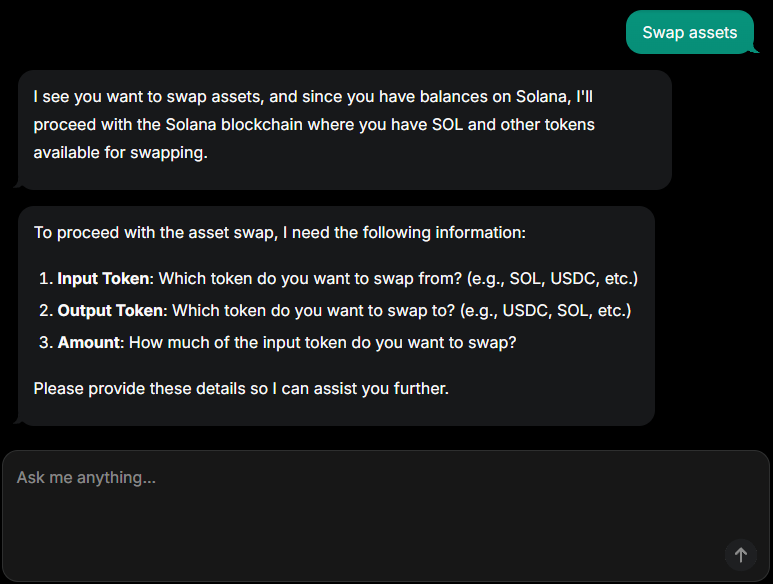 Swap assets
I see you want to swap assets, and since you have balances on Solana, I'll
proceed with the Solana blockchain where you have SOL and other tokens
available for swapping.
To proceed with the asset swap, I need the following information:
1. Input Token: Which token do you want to swap from? (e.g., SOL, USDC, etc.)
2. Output Token: Which token do you want to swap to? (e.g., USDC, SOL, etc.)
3. Amount: How much of the input token do you want to swap?
Please provide these details so I can assist you further.
Ask me anything...